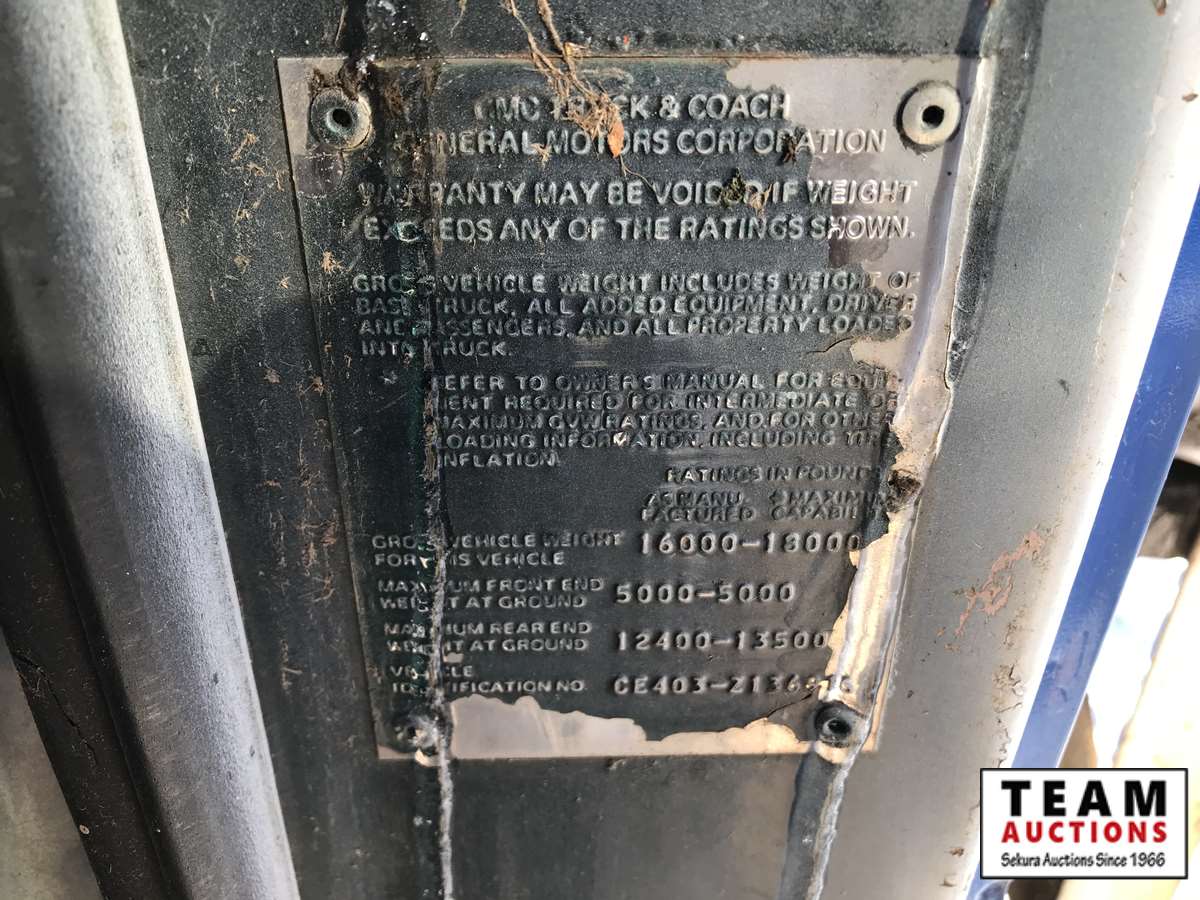 GMC TRUCK & COACH
GENERAL MOTORS CORPORATION
WARRANTY MAY BE VOIDED IF WEIGHT
EXCEEDS ANY OF THE RATINGS SHOWN.
GROSS VEHICLE WEIGHT INCLUDES WEIGHT OF
BASE TRUCK, ALL ADDED EQUIPMENT, DRIVER
AND PASSENGERS, AND ALL PROPERTY LOADED
INTO TRUCK.
REFER TO OWNER'S MANUAL FOR EQUIP-
MENT REQUIRED FOR INTERMEDIATE OR
MAXIMUM GVW RATINGS, AND FOR OTHER
LOADING INFORMATION, INCLUDING TIRE
INFLATION.
RATINGS IN POUNDS
AS MANU- MAXIMUM
FACTURED CAPABILITY
GROSS VEHICLE WEIGHT 16000-18000
FOR THIS VEHICLE
MAXIMUM FRONT END
WEIGHT AT GROUND 5000-5000
MAXIMUM REAR END
WEIGHT AT GROUND 12400-13500
VEHICLE
IDENTIFICATION NO.
TEAM
AUCTIONS
Sekura Auctions Since 1966